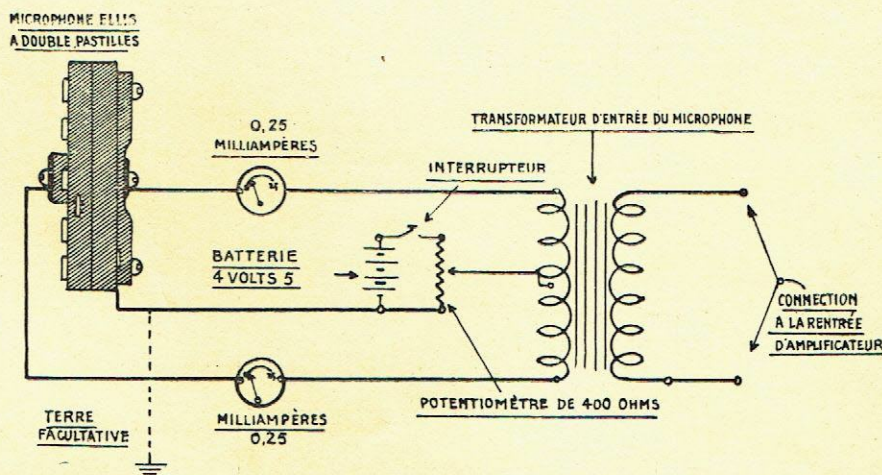 MICROPHONE ELLIS
A DOUBLE PASTILLES
0,25
MILLIAMPÈRES
TRANSFORMATEUR D'ENTRÉE DU MICROPHONE
INTERRUPTEUR
BATTERIE
4 VOLTS 5
CONNECTION
A LA RENTRÉE
D'AMPLIFICATEUR
POTENTIOMÈTRE DE 400 OHMS
MILLIAMPÈRES
0,25
TERRE
FACULTATIVE